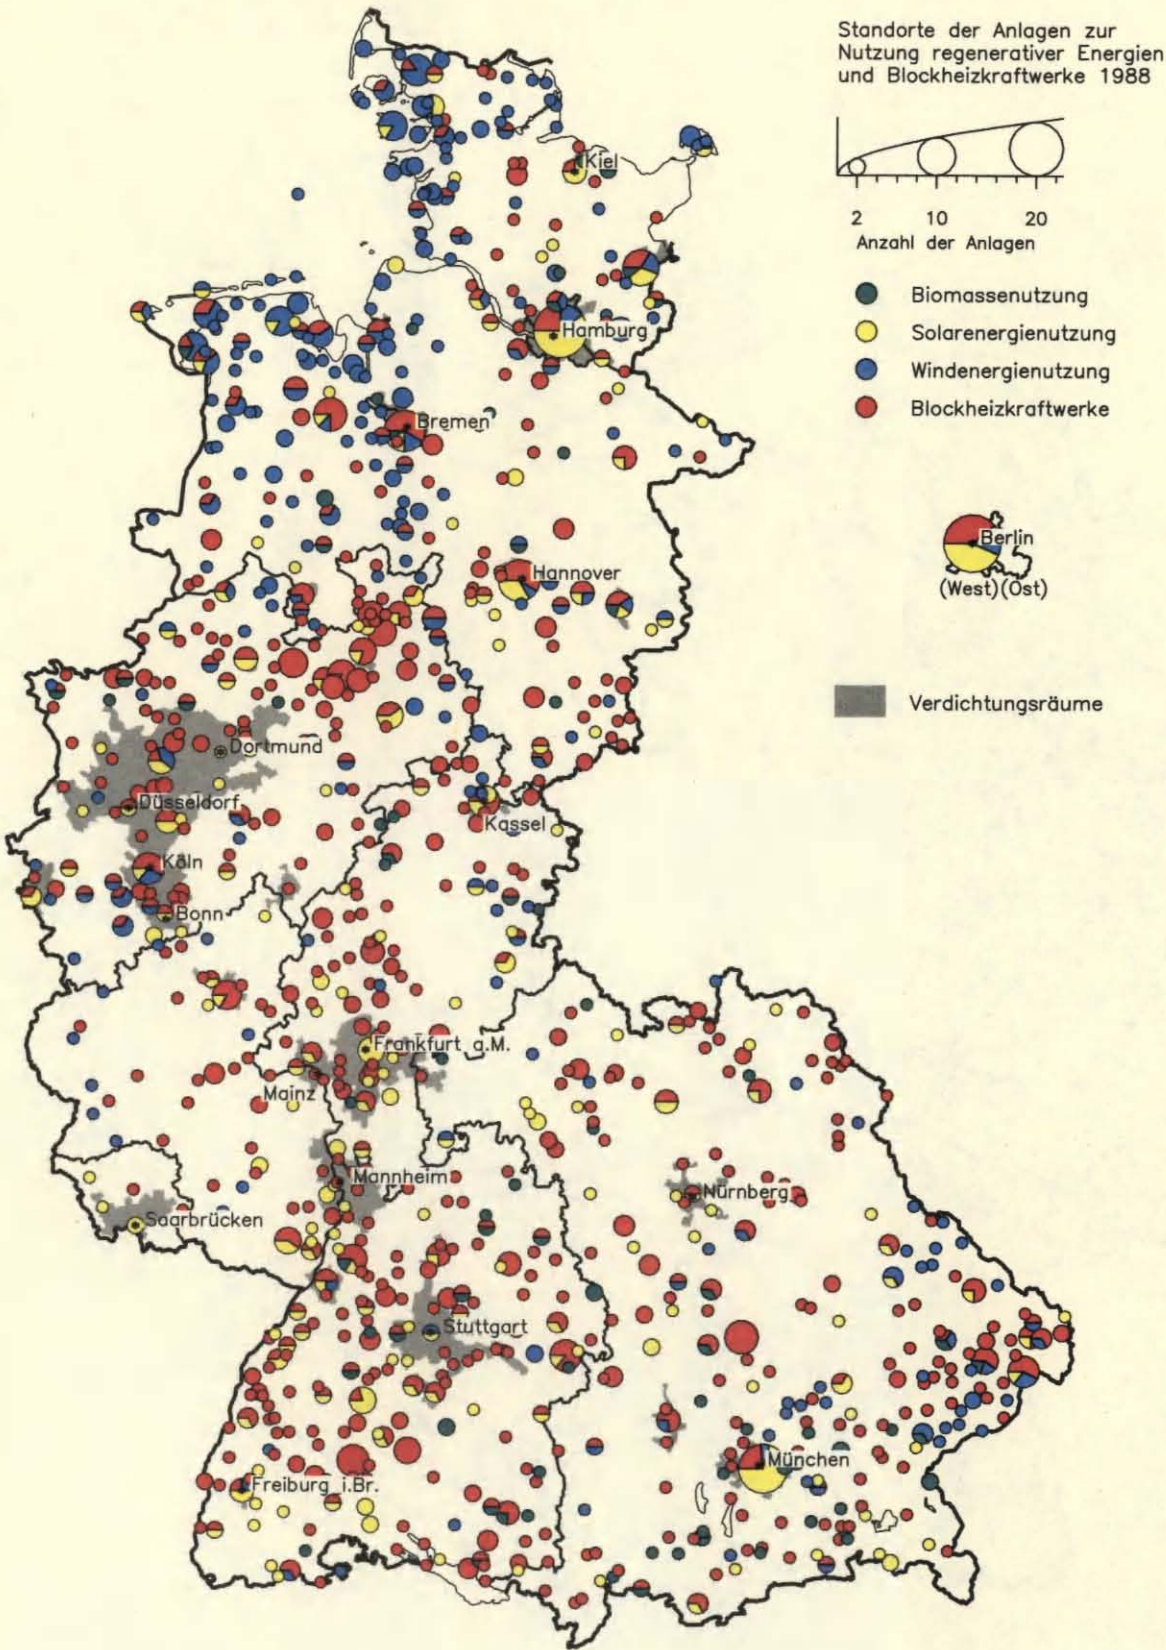 Standorte der Anlagen zur
Nutzung regenerativer Energien
und Blockheizkraftwerke 1988
2 10 20
Anzahl der Anlagen
Biomassenutzung
Solarenergienutzung
Windenergienutzung
Blockheizkraftwerke
Kiel
Hamburg
Bremen
Berlin
(West)(Ost)
Hannover
Verdichtungsräume
Dortmund
Düsseldorf
Kassel
Köln
Bonn
Frankfurt a.M.
Mainz
Mannheim
Nürnberg
Saarbrücken
Stuttgart
München
Freiburg i.Br.